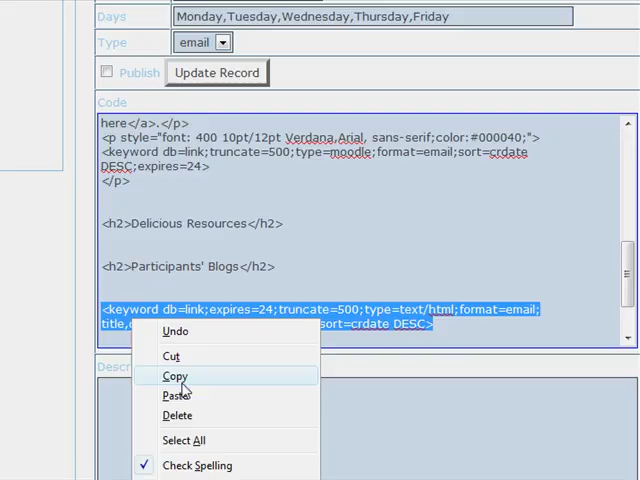 Days
Monday,Tuesday,Wednesday,Thursday,Friday
Type
email
Publish
Update Record
Code
here</a>.</p>
<p style="font: 400 10pt/12pt Verdana,Arial, sans-serif;color:#000040;">
<keyword db=link;truncate=500;type=moodle;format=email;sort=crdate
DESC;expires=24>
</p>
<h2>Delicious Resources</h2>
<h2>Participants' Blogs</h2>
<keyword db=link;expires=24;truncate=500;type=text/html;format=email;
title, sort=crdate DESC>
Undo
Descr
Cut
Copy
Paste
Delete
Select All
Check Spelling